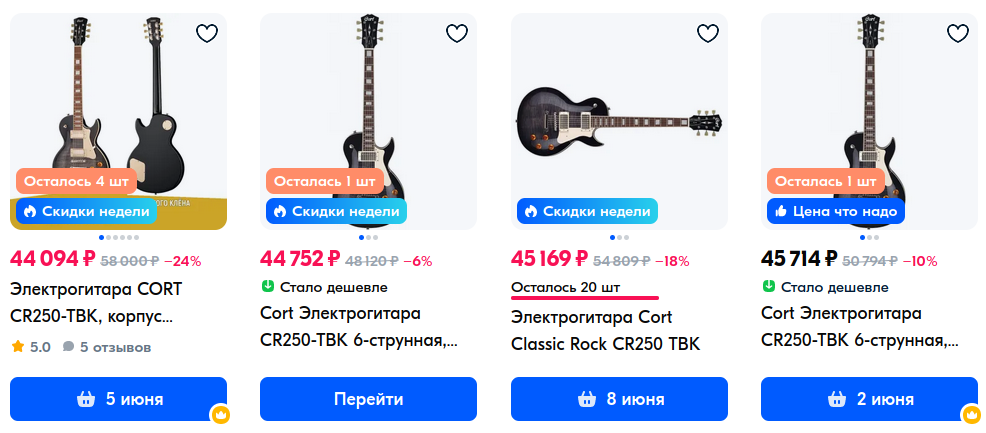 Осталось 4 шт
ОГО КЛЕНА
Скидки недели
44 094 ₽ 58 000 ₽ −24%
Электрогитара CORT
CR250-TBK, корпус...
5.0 5 отзывов
5 июня
Осталась 1 шт
Скидки недели
44 752 ₽ 48 120 ₽ −6%
Стало дешевле
Cort Электрогитара
CR250-TBK 6-струнная,...
Перейти
Скидки недели
45 169 ₽ 54 809 ₽ −18%
Осталось 20 шт
Электрогитара Cort
Classic Rock CR250 TBK
8 июня
Осталась 1 шт
Цена что надо
45 714 ₽ 50 794 ₽ −10%
Стало дешевле
Cort Электрогитара
CR250-TBK 6-струнная,...
2 июня